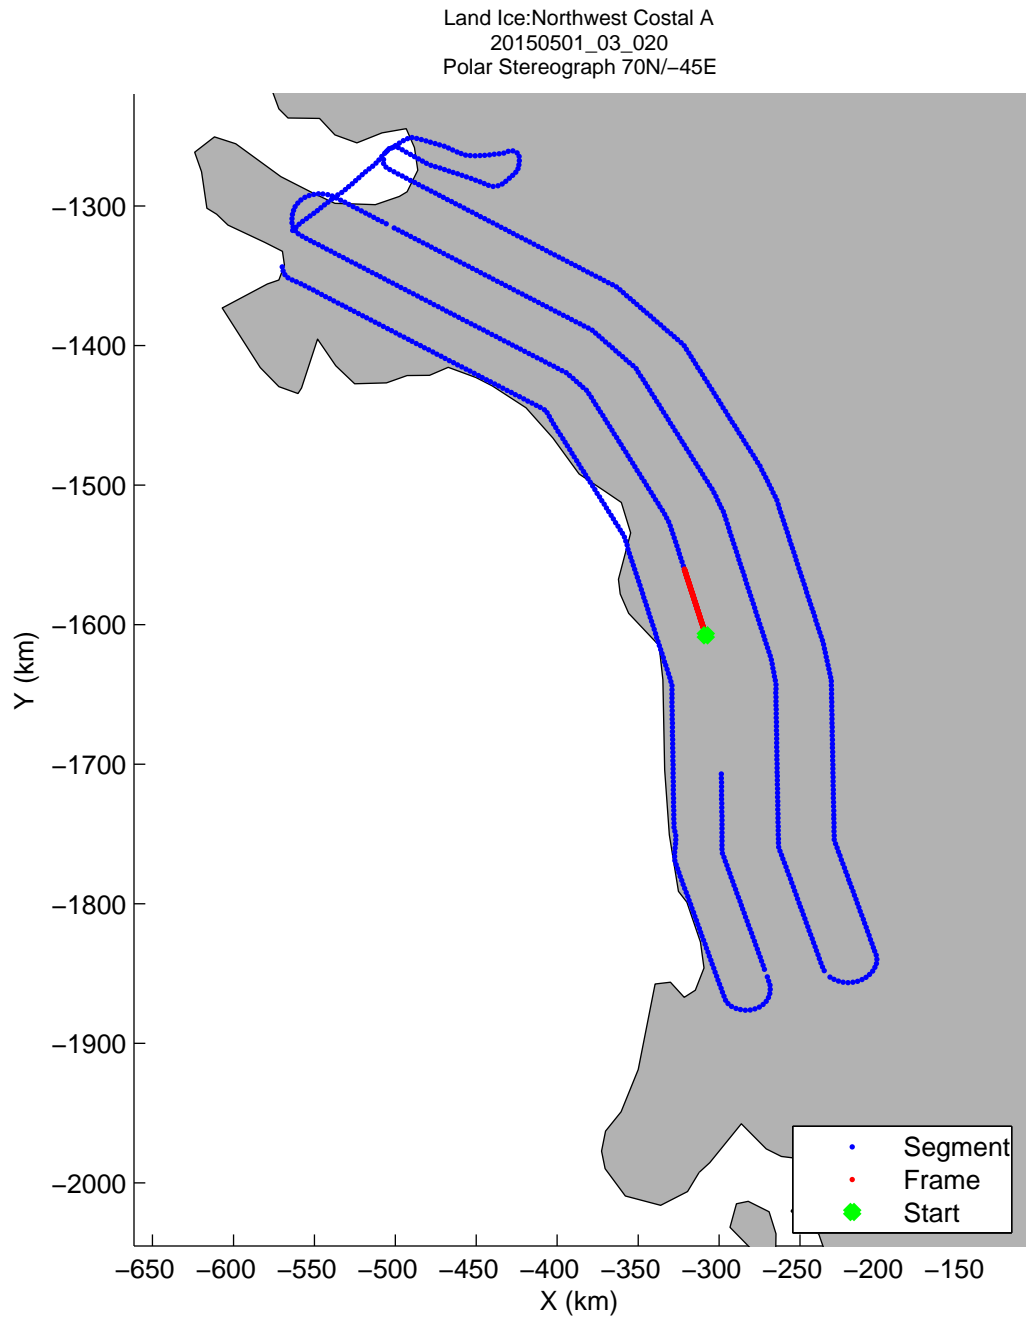 Land Ice:Northwest Costal A
20150501_03_020
Polar Stereograph 70N/−45E
−1300
−1400
−1500
−1600
−1700
−1800
−1900
−2000
Y (km)
Segment
Frame
Start
−650 −600 −550 −500 −450 −400 −350 −300 −250 −200 −150
X (km)